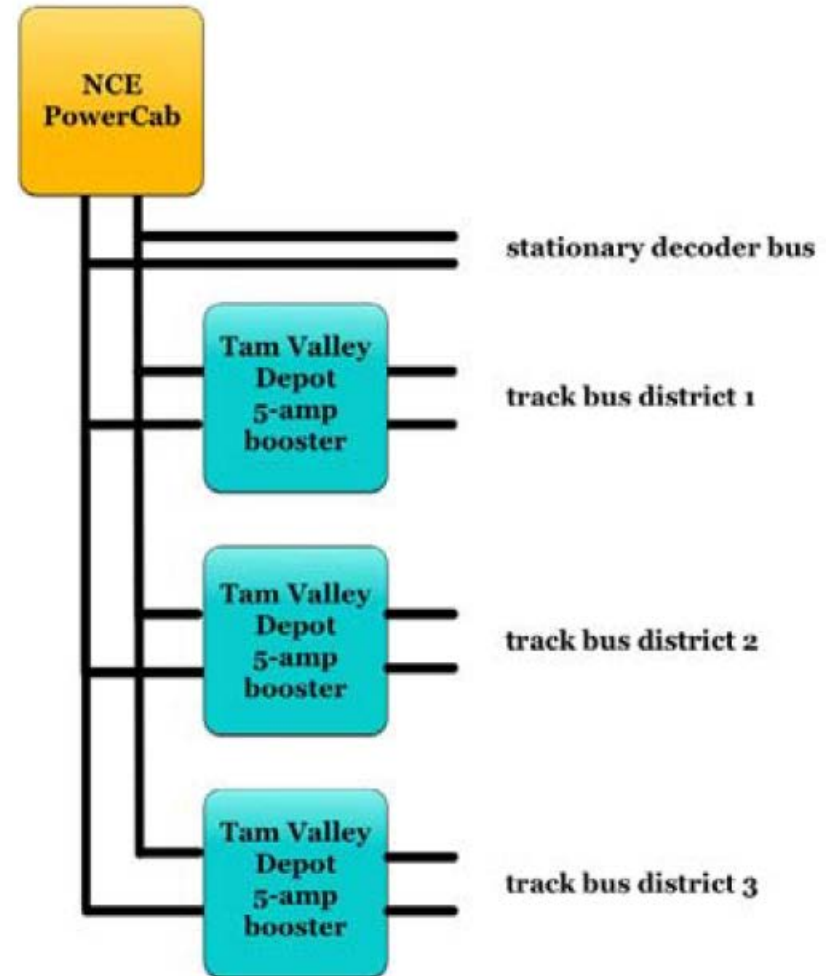 NCE
PowerCab
stationary decoder bus
Tam Valley
Depot
5-amp
booster
track bus district 1
Tam Valley
Depot
5-amp
booster
track bus district 2
Tam Valley
Depot
5-amp
booster
track bus district 3